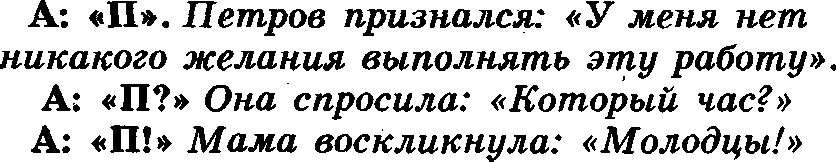 А: «П». Петров признался: «У меня нет
никакого желания выполнять эту работу».
А: «П?» Она спросила: «Который час?»
А: «П!» Мама воскликнула: «Молодцы!»